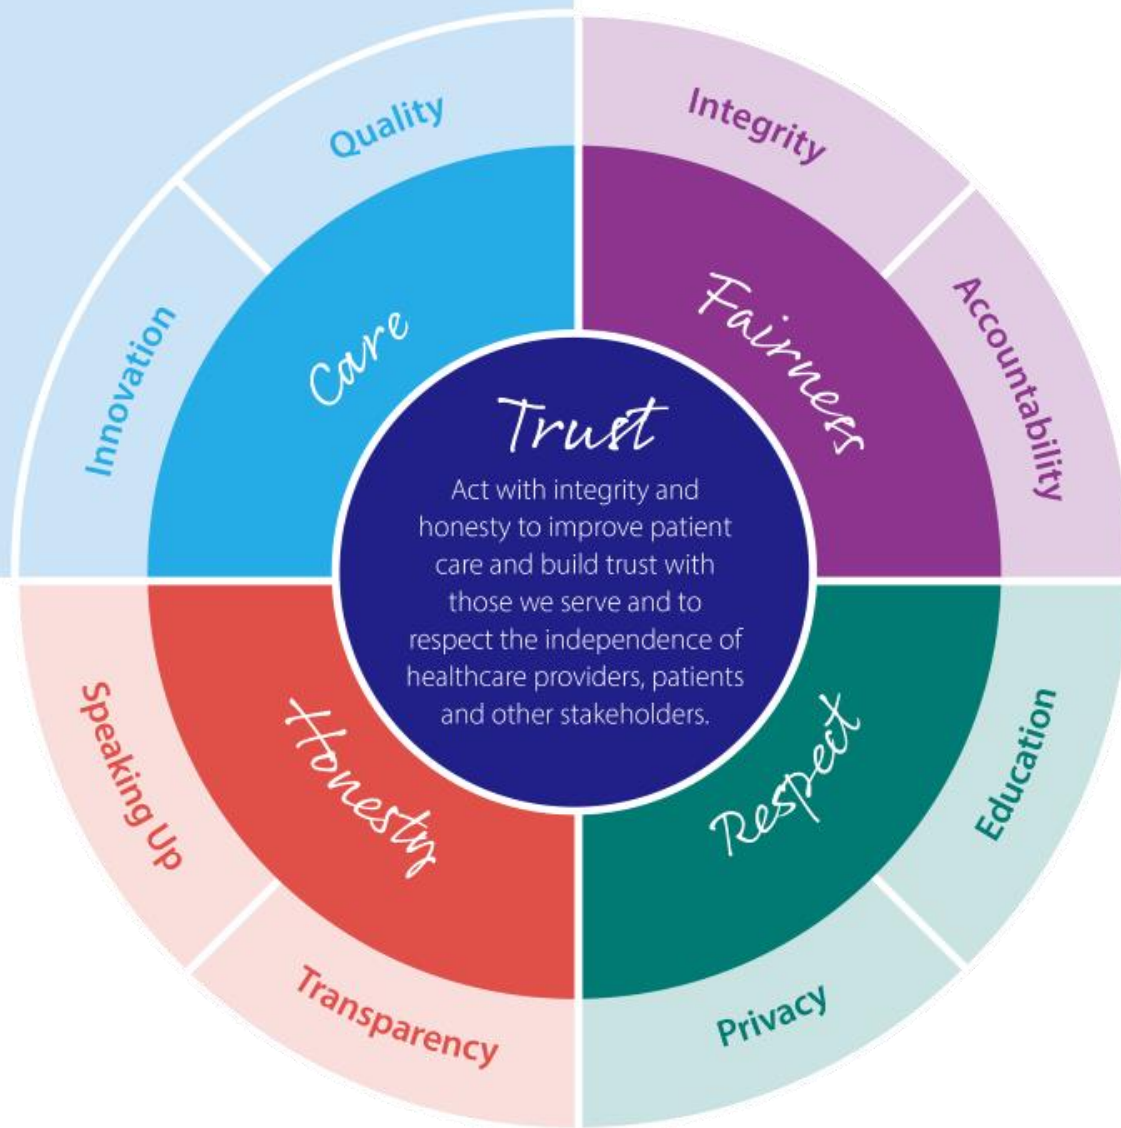 Quality
Integrity
Innovation
Care
Fairness
Accountability
Trust
Act with integrity and
honesty to improve patient
care and build trust with
those we serve and to
respect the independence of
healthcare providers, patients
and other stakeholders.
Speaking Up
Honesty
Respect
Education
Transparency
Privacy